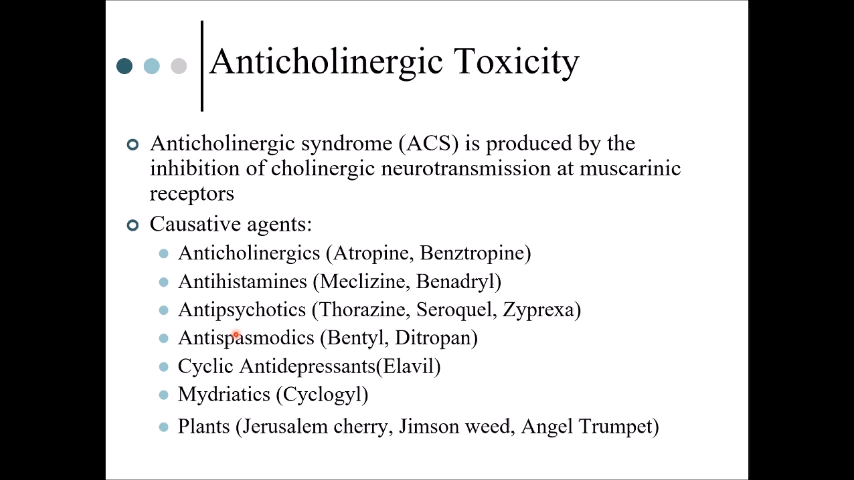 Anticholinergic Toxicity
Anticholinergic syndrome (ACS) is produced by the
inhibition of cholinergic neurotransmission at muscarinic
receptors
Causative agents:
Anticholinergics (Atropine, Benztropine)
Antihistamines (Meclizine, Benadryl)
Antipsychotics (Thorazine, Seroquel, Zyprexa)
Antispasmodics (Bentyl, Ditropan)
Cyclic Antidepressants(Elavil)
Mydriatics (Cyclogyl)
Plants (Jerusalem cherry, Jimson weed, Angel Trumpet)